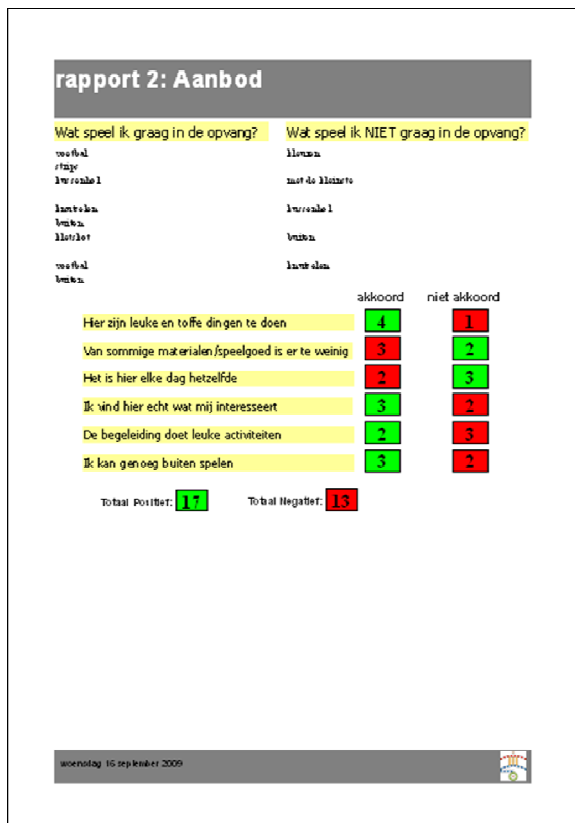 rapport 2: Aanbod
Wat speel ik graag in de opvang? Wat speel ik NIET graag in de opvang?
voetbal kleuren
strips
met de kleinste
knutselen
buiten buiten
voetbal knutselen
buiten
akkoord niet akkoord
Hier zijn leuke en toffe dingen te doen 4 1
Van sommige materialen/speelgoed is er te weinig 3 2
Het is hier elke dag hetzelfde 2 3
Ik vind hier echt wat mij interesseert 3 2
De begeleiding doet leuke activiteiten 2 3
Ik kan genoeg buiten spelen 3 2
Totaal Positief: 17 Totaal Negatief: 13
woensdag 16 september 2009